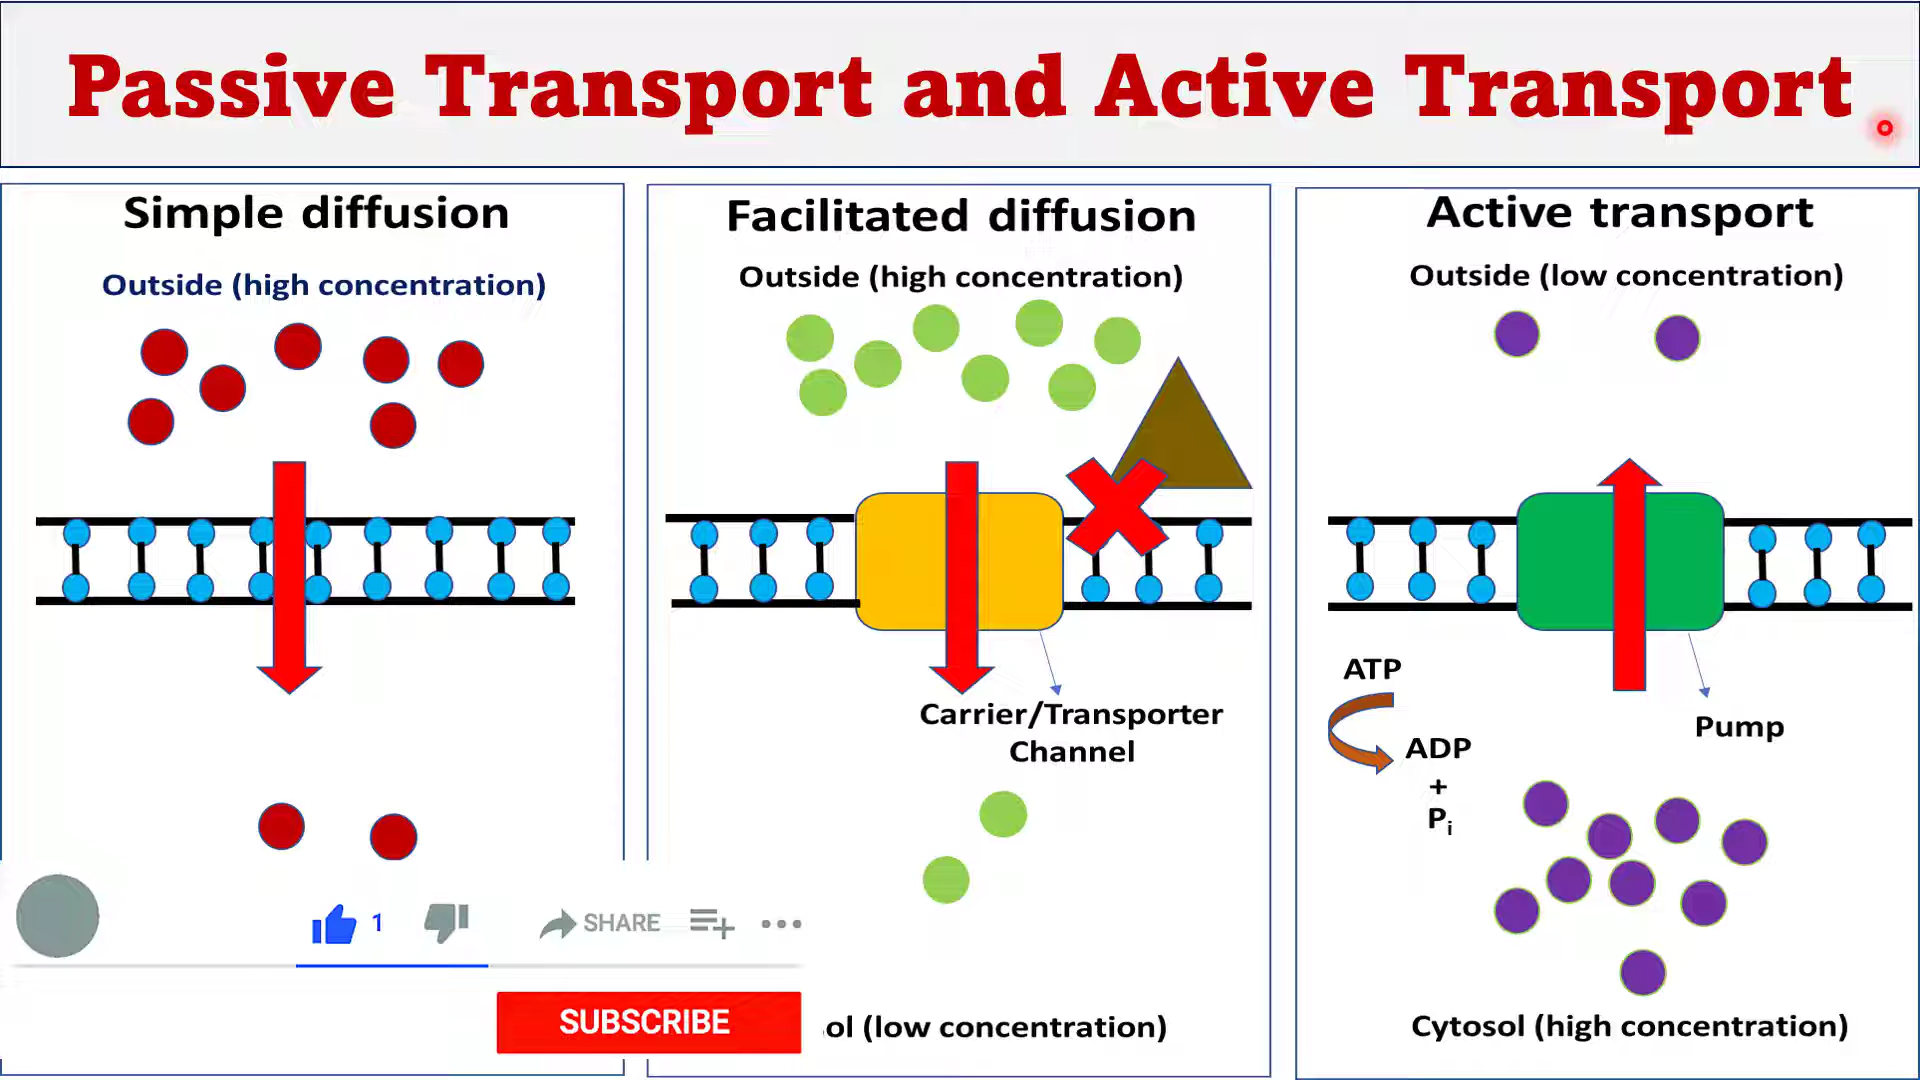 Passive Transport and Active Transport
Simple diffusion
Outside (high concentration)
Facilitated diffusion
Outside (high concentration)
Carrier/Transporter
Channel
ol (low concentration)
Active transport
Outside (low concentration)
ATP
ADP
+
Pi
Pump
Cytosol (high concentration)
1
SHARE
SUBSCRIBE